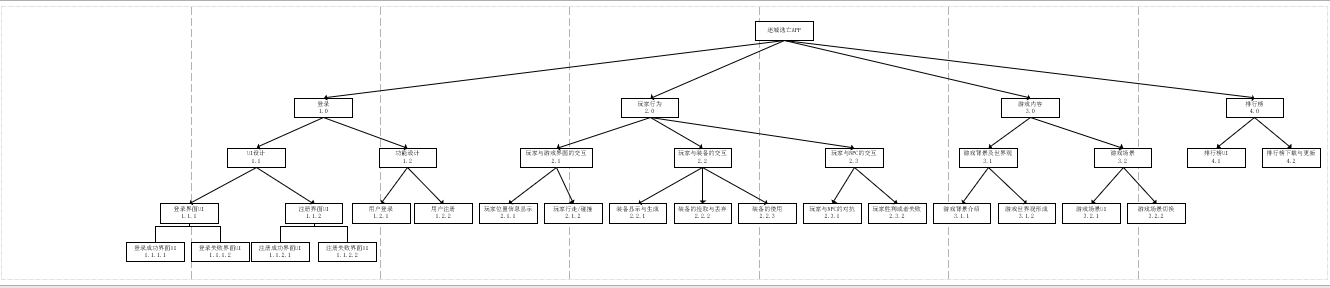 迷城逃亡APP
登录
1.0
玩家行为
2.0
游戏内容
3.0
排行榜
4.0
UI设计
1.1
功能设计
1.2
玩家与游戏界面的交互
2.1
玩家与装备的交互
2.2
玩家与NPC的交互
2.3
游戏背景及世界观
3.1
游戏场景
3.2
排行榜UI
4.1
排行榜下载与更新
4.2
登录界面UI
1.1.1
注册界面UI
1.1.2
用户登录
1.2.1
用户注册
1.2.2
玩家位置信息显示
2.1.1
玩家行走/碰撞
2.1.2
装备显示与生成
2.2.1
装备的拾取与丢弃
2.2.2
装备的使用
2.2.3
玩家与NPC的对抗
2.3.1
玩家胜利或者失败
2.3.2
游戏背景介绍
3.1.1
游戏世界观形成
3.1.2
游戏场景UI
3.2.1
游戏场景切换
3.2.2
登录成功界面UI
1.1.1.1
登录失败界面UI
1.1.1.2
注册成功界面UI
1.1.2.1
注册失败界面UI
1.1.2.2